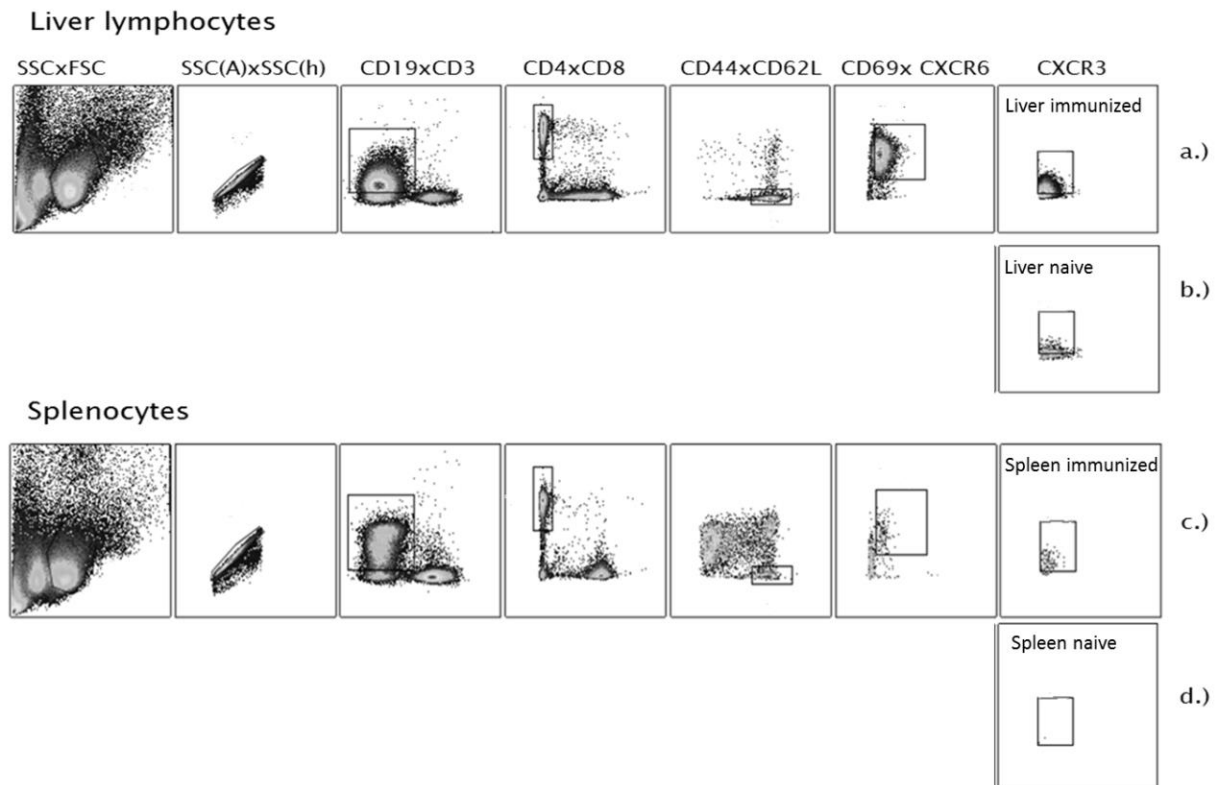 Liver lymphocytes
SSCxFSC SSC(A)xSSC(h) CD19xCD3 CD4xCD8 CD44xCD62L CD69x CXCR6 CXCR3
Liver immunized
a.)
Liver naive
b.)
Splenocytes
Spleen immunized
c.)
Spleen naive
d.)